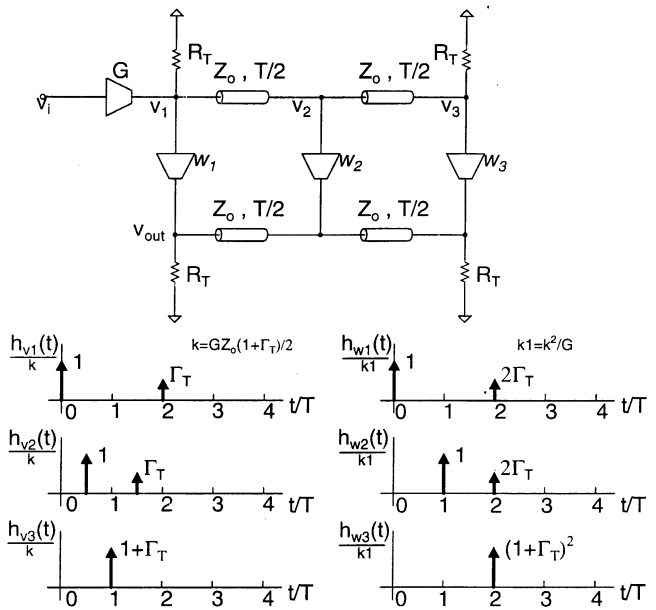 R_T
R_T
G
Z_o , T/2
Z_o , T/2
v_i
v_1
v_2
v_3
w_1
w_2
w_3
Z_o , T/2
Z_o , T/2
v_out
R_T
R_T
h_v1(t)/k
1
k=GZ_o(1+Γ_T)/2
Γ_T
0 1 2 3 4 t/T
h_w1(t)/k1
1
k1=k²/G
2Γ_T
0 1 2 3 4 t/T
h_v2(t)/k
1
Γ_T
0 1 2 3 4 t/T
h_w2(t)/k1
1
2Γ_T
0 1 2 3 4 t/T
h_v3(t)/k
1+Γ_T
0 1 2 3 4 t/T
h_w3(t)/k1
(1+Γ_T)²
0 1 2 3 4 t/T